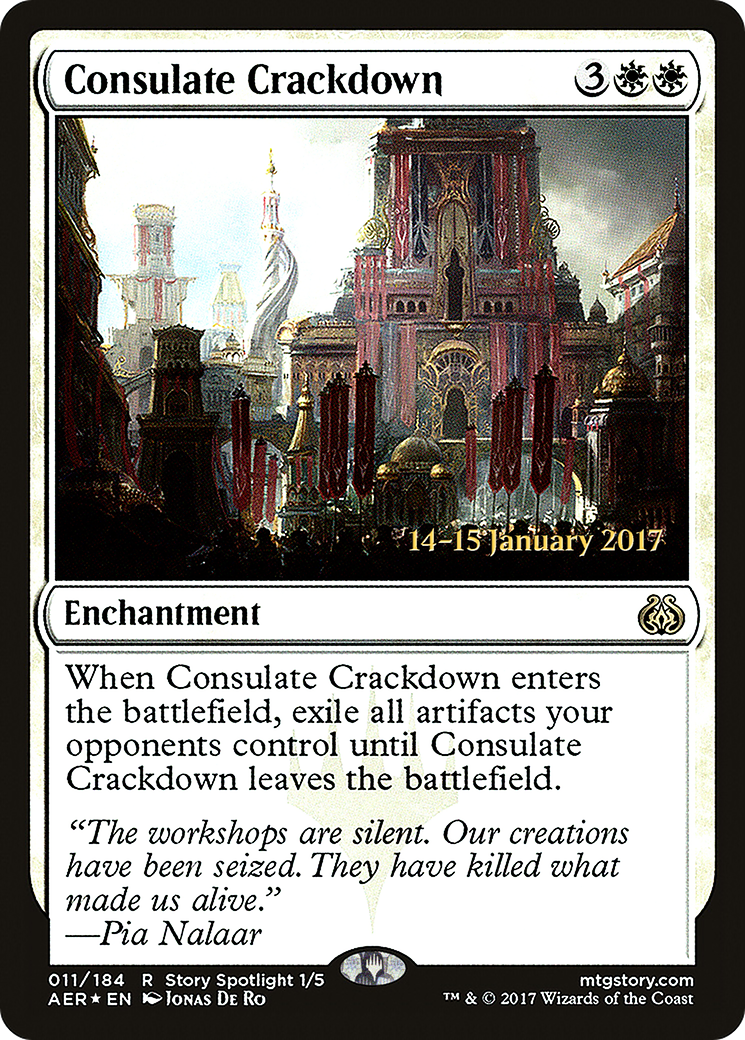 Consulate Crackdown 3
14–15 January 2017
Enchantment
When Consulate Crackdown enters
the battlefield, exile all artifacts your
opponents control until Consulate
Crackdown leaves the battlefield.
“The workshops are silent. Our creations
have been seized. They have killed what
made us alive.”
—Pia Nalaar
011/184 R Story Spotlight 1/5
mtgstory.com
AER★EN Jonas De Ro
™ & © 2017 Wizards of the Coast